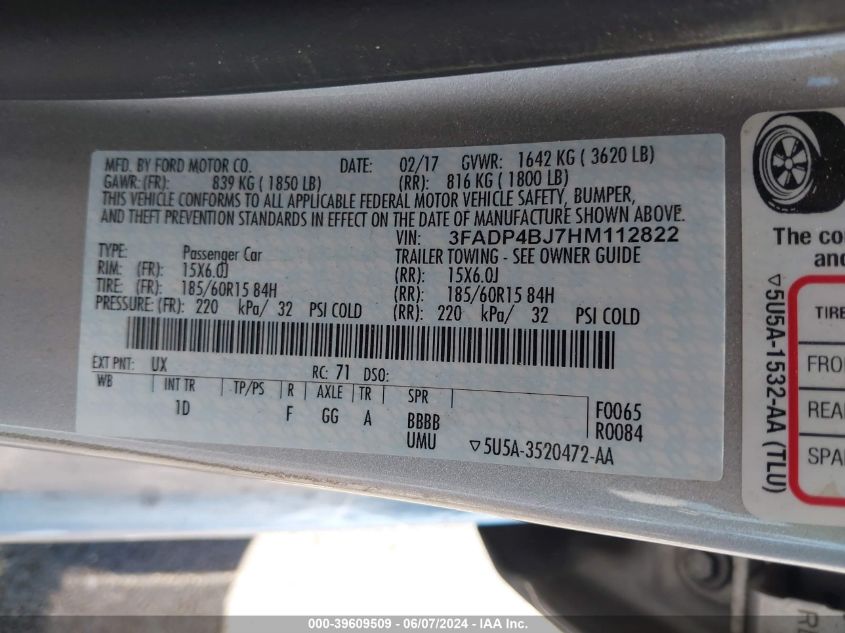 MFD. BY FORD MOTOR CO. DATE: 02/17 GVWR: 1642 KG ( 3620 LB)
GAWR: (FR): 839 KG ( 1850 LB) (RR): 816 KG ( 1800 LB)
THIS VEHICLE CONFORMS TO ALL APPLICABLE FEDERAL MOTOR VEHICLE SAFETY, BUMPER,
AND THEFT PREVENTION STANDARDS IN EFFECT ON THE DATE OF MANUFACTURE SHOWN ABOVE.
VIN: 3FADP4BJ7HM112822
TYPE: Passenger Car TRAILER TOWING - SEE OWNER GUIDE
RIM: (FR): 15X6.0J (RR): 15X6.0J
TIRE: (FR): 185/60R15 84H (RR): 185/60R15 84H
PRESSURE: (FR): 220 kPa/ 32 PSI COLD (RR): 220 kPa/ 32 PSI COLD
EXT PNT: UX RC: 71 DSO:
WB INT TR TP/PS R AXLE TR SPR
1D F GG A BBBB F0065
UMU R0084
▽5U5A-3520472-AA
The co
an
▽5U5A-1532-AA (TLU)
TIRE
FRO
REA
SPA
000-39609509 - 06/07/2024 - IAA Inc.